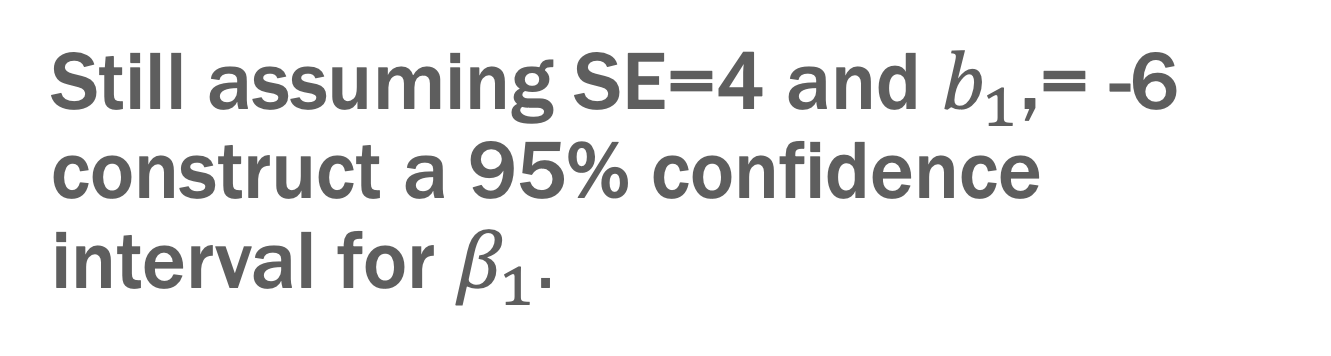 Still assuming SE=4 and 𝑏₁,= -6
construct a 95% confidence
interval for 𝛽₁.